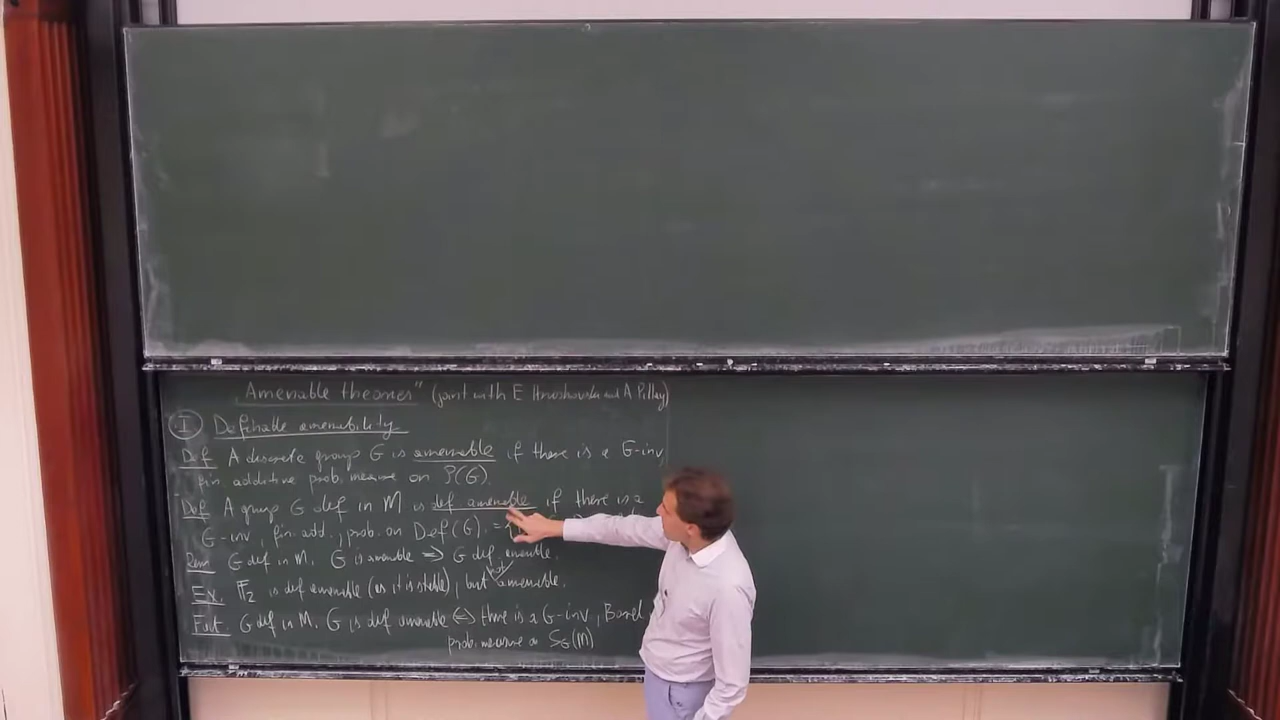 „Amenable theories" (joint with E Hrushovski and A Pillay)
I Definable amenability
Def A discrete group G is amenable if there is a G-inv
fin. additive prob. measure on P(G).
Def A group G def in M is def amenable if there is a
G-inv, fin. add., prob. on Def(G). =
Rem G def in M. G is amenable ⇒ G def. amenable.
Ex. F₂ is def amenable (as it is stable), but not amenable.
Fact. G def in M. G is def amenable ⇔ there is a G-inv, Borel
prob. measure on S_G(M)